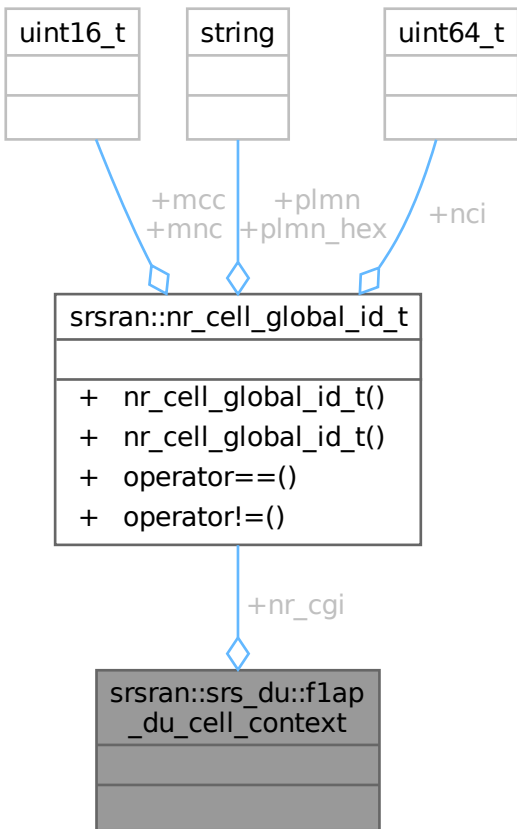 uint16_t
string
uint64_t
+mcc
+mnc
+plmn
+plmn_hex
+nci
srsran::nr_cell_global_id_t
+ nr_cell_global_id_t()
+ nr_cell_global_id_t()
+ operator==()
+ operator!=()
+nr_cgi
srsran::srs_du::f1ap
_du_cell_context